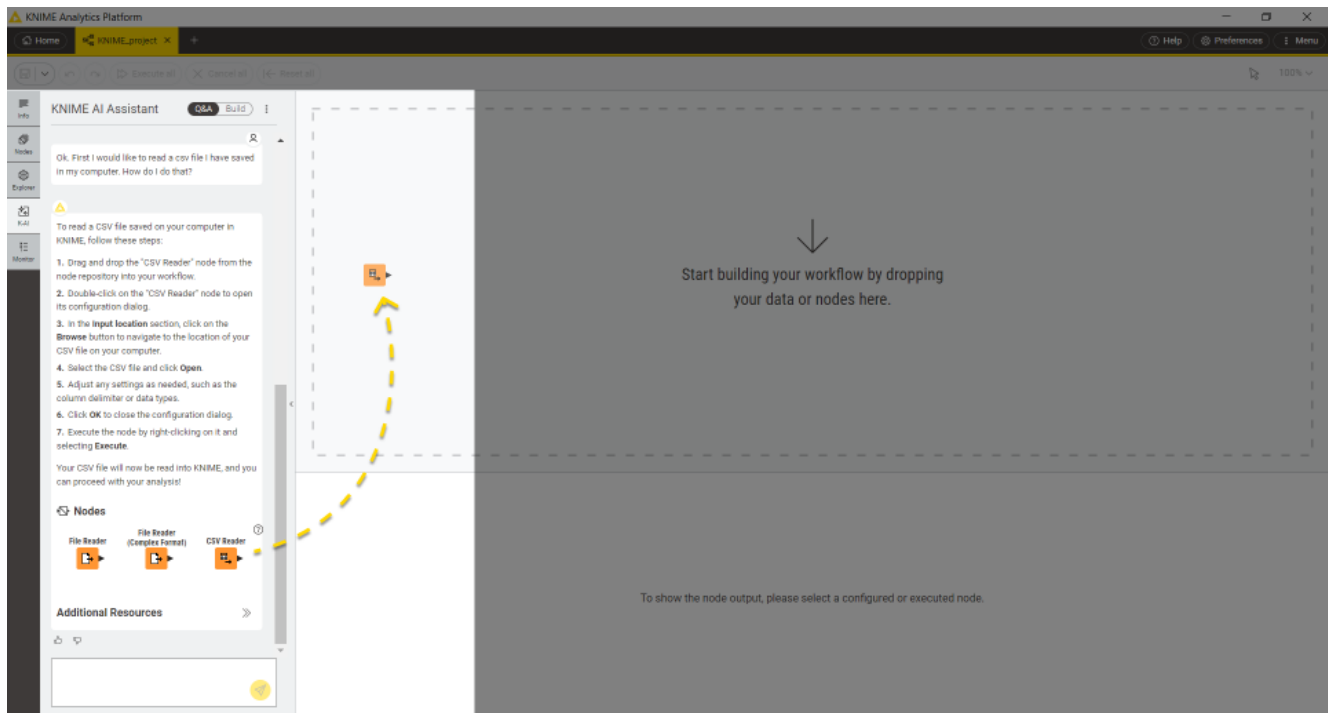 KNIME Analytics Platform
Home
KNIME_project
Help
Preferences
Menu
Execute all
Cancel all
Reset all
100%
Info
Nodes
Explorer
K-AI
Monitor
KNIME AI Assistant
Q&A
Build
Ok. First I would like to read a csv file I have saved
in my computer. How do I do that?
To read a CSV file saved on your computer in
KNIME, follow these steps:
1. Drag and drop the "CSV Reader" node from the
node repository into your workflow.
2. Double-click on the "CSV Reader" node to open
its configuration dialog.
3. In the Input location section, click on the
Browse button to navigate to the location of your
CSV file on your computer.
4. Select the CSV file and click Open.
5. Adjust any settings as needed, such as the
column delimiter or data types.
6. Click OK to close the configuration dialog.
7. Execute the node by right-clicking on it and
selecting Execute.
Your CSV file will now be read into KNIME, and you
can proceed with your analysis!
Nodes
File Reader
File Reader
(Complex Format)
CSV Reader
Additional Resources
Start building your workflow by dropping
your data or nodes here.
To show the node output, please select a configured or executed node.